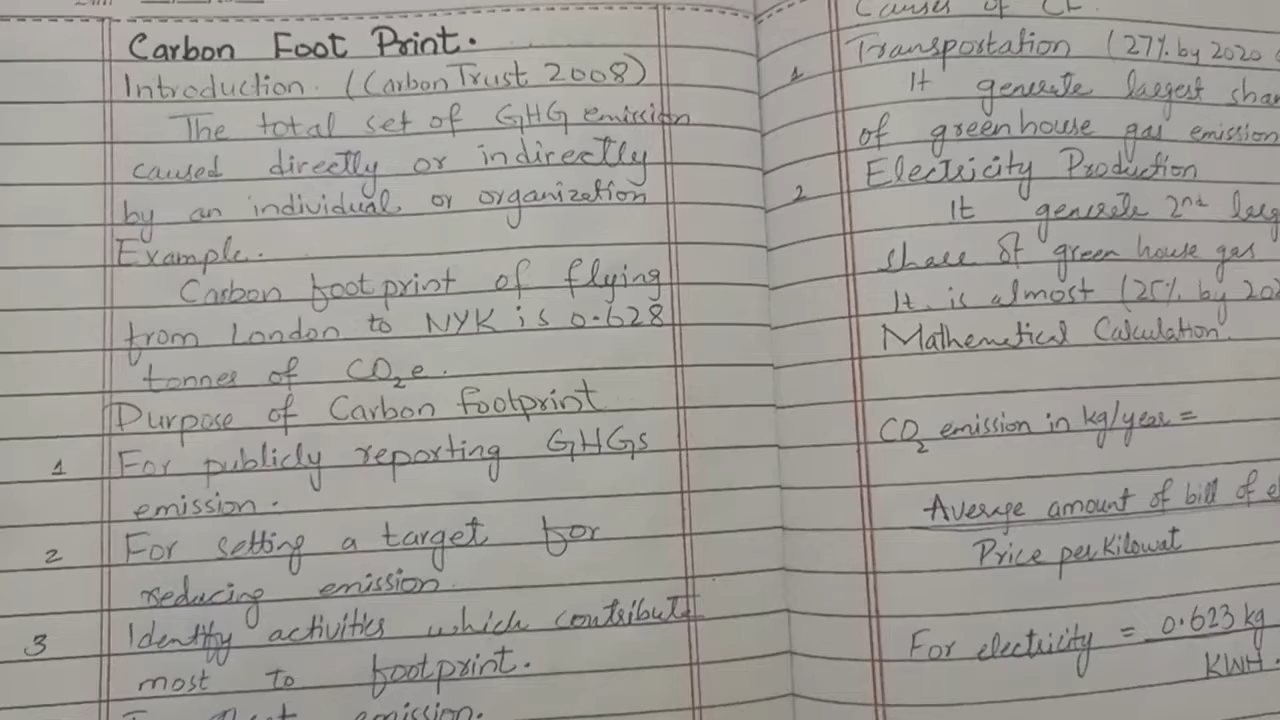 Carbon Foot Print.
Introduction. (Carbon Trust 2008)
The total set of GHG emission
caused directly or indirectly
by an individual or organization
Example.
Carbon footprint of flying
from London to NYK is 0.628
tonnes of CO₂e.
Purpose of Carbon footprint
1 For publicly reporting GHGs
emission.
2 For setting a target for
reducing emission.
3 Identify activities which contribute
most to footprint.
emission.
Causes of CF.
1 Transportation (27% by 2020
It generate largest shar
of greenhouse gas emission
2 Electricity Production
It generate 2nd larg
share of green house gas
It is almost (25% by 202
Mathematical Calculation.
CO₂ emission in kg/year =
Average amount of bill of e
Price per Kilowat
For electricity = 0.623 kg
KWH.